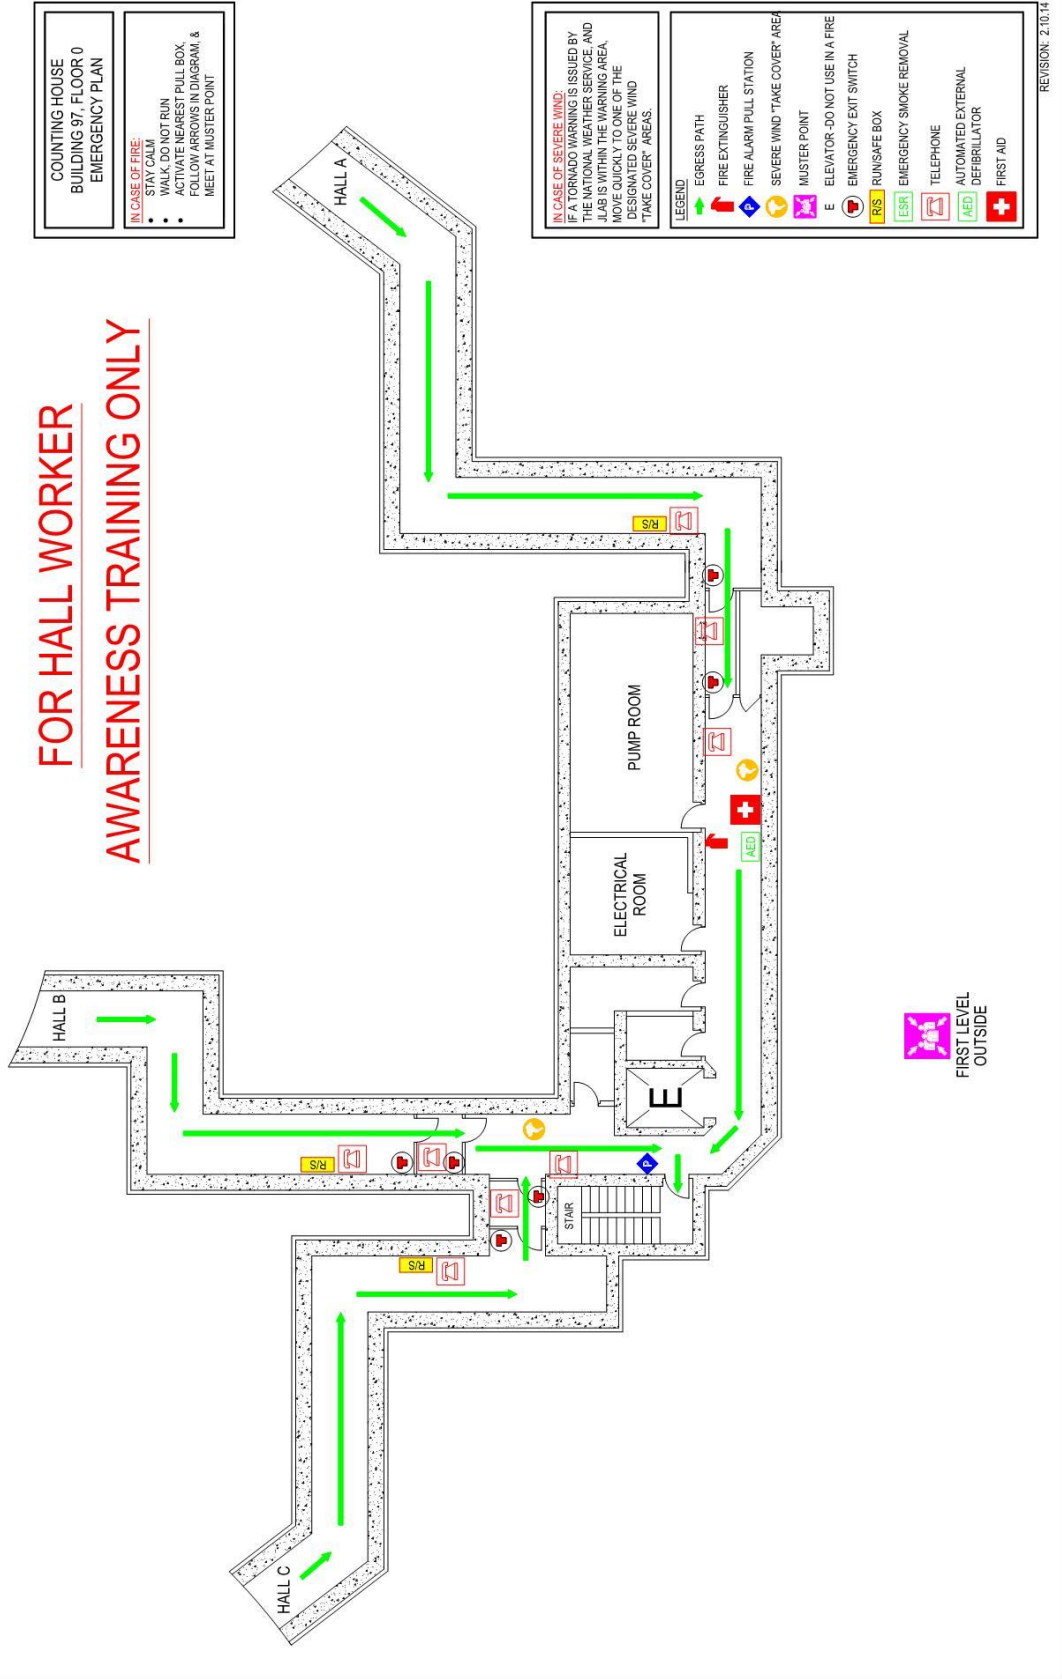 COUNTING HOUSE
BUILDING 97, FLOOR 0
EMERGENCY PLAN
IN CASE OF FIRE:
• STAY CALM
• WALK, DO NOT RUN
• ACTIVATE NEAREST PULL BOX,
FOLLOW ARROWS IN DIAGRAM, &
MEET AT MUSTER POINT
FOR HALL WORKER
AWARENESS TRAINING ONLY
IN CASE OF SEVERE WIND:
IF A TORNADO WARNING IS ISSUED BY
THE NATIONAL WEATHER SERVICE, AND
JLAB IS WITHIN THE WARNING AREA,
MOVE QUICKLY TO ONE OF THE
DESIGNATED SEVERE WIND
"TAKE COVER" AREAS.
LEGEND
EGRESS PATH
FIRE EXTINGUISHER
P FIRE ALARM PULL STATION
SEVERE WIND "TAKE COVER" AREA
MUSTER POINT
E ELEVATOR -DO NOT USE IN A FIRE
EMERGENCY EXIT SWITCH
R/S RUN/SAFE BOX
ESR EMERGENCY SMOKE REMOVAL
TELEPHONE
AED AUTOMATED EXTERNAL
DEFIBRILLATOR
FIRST AID
REVISION: 2.10.14
HALL A
HALL B
HALL C
R/S
R/S
R/S
PUMP ROOM
ELECTRICAL
ROOM
E
STAIR
P
AED
FIRST LEVEL
OUTSIDE